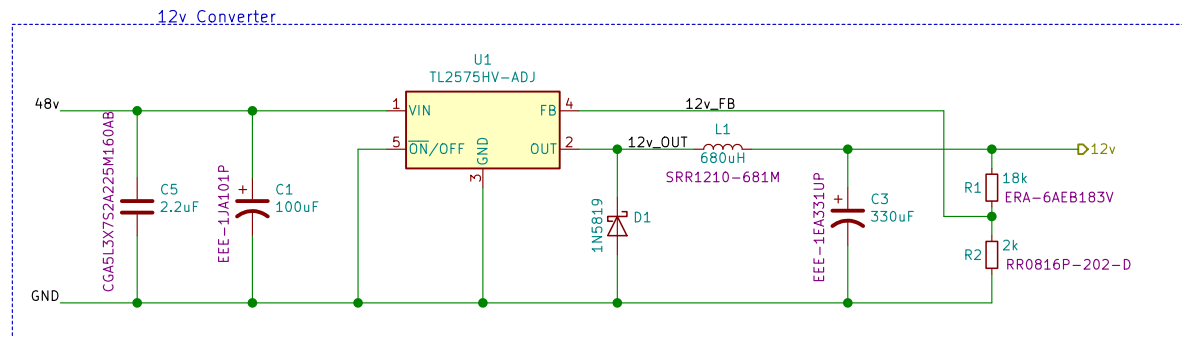 12v Converter
U1
TL2575HV-ADJ
48v
1
VIN
FB
4
12v_FB
5
ON/OFF
GND
3
OUT
2
12v_OUT
L1
680uH
SRR1210-681M
12v
CGA5L3X7S2A225M160AB
C5
2.2uF
EEE-1JA101P
+
C1
100uF
1N5819
D1
EEE-1EA331UP
+
C3
330uF
R1
18k
ERA-6AEB183V
R2
2k
RR0816P-202-D
GND